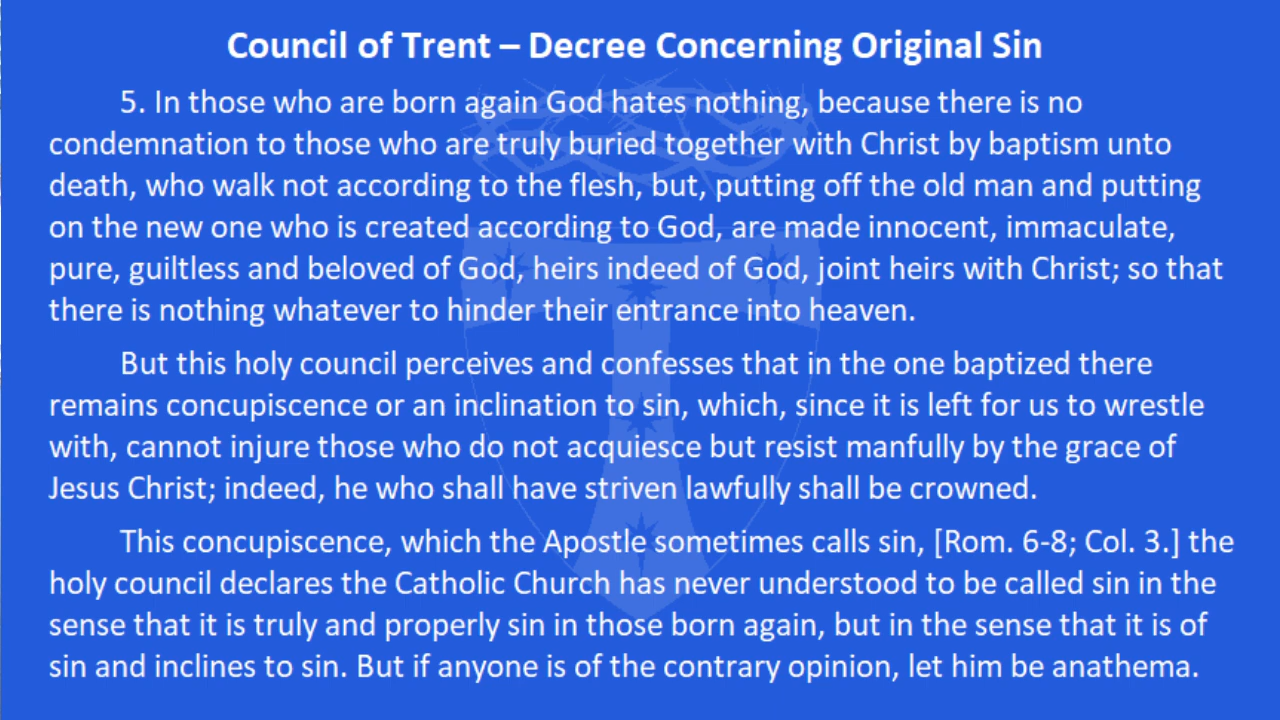 Council of Trent – Decree Concerning Original Sin
5. In those who are born again God hates nothing, because there is no
condemnation to those who are truly buried together with Christ by baptism unto
death, who walk not according to the flesh, but, putting off the old man and putting
on the new one who is created according to God, are made innocent, immaculate,
pure, guiltless and beloved of God, heirs indeed of God, joint heirs with Christ; so that
there is nothing whatever to hinder their entrance into heaven.
But this holy council perceives and confesses that in the one baptized there
remains concupiscence or an inclination to sin, which, since it is left for us to wrestle
with, cannot injure those who do not acquiesce but resist manfully by the grace of
Jesus Christ; indeed, he who shall have striven lawfully shall be crowned.
This concupiscence, which the Apostle sometimes calls sin, [Rom. 6-8; Col. 3.] the
holy council declares the Catholic Church has never understood to be called sin in the
sense that it is truly and properly sin in those born again, but in the sense that it is of
sin and inclines to sin. But if anyone is of the contrary opinion, let him be anathema.